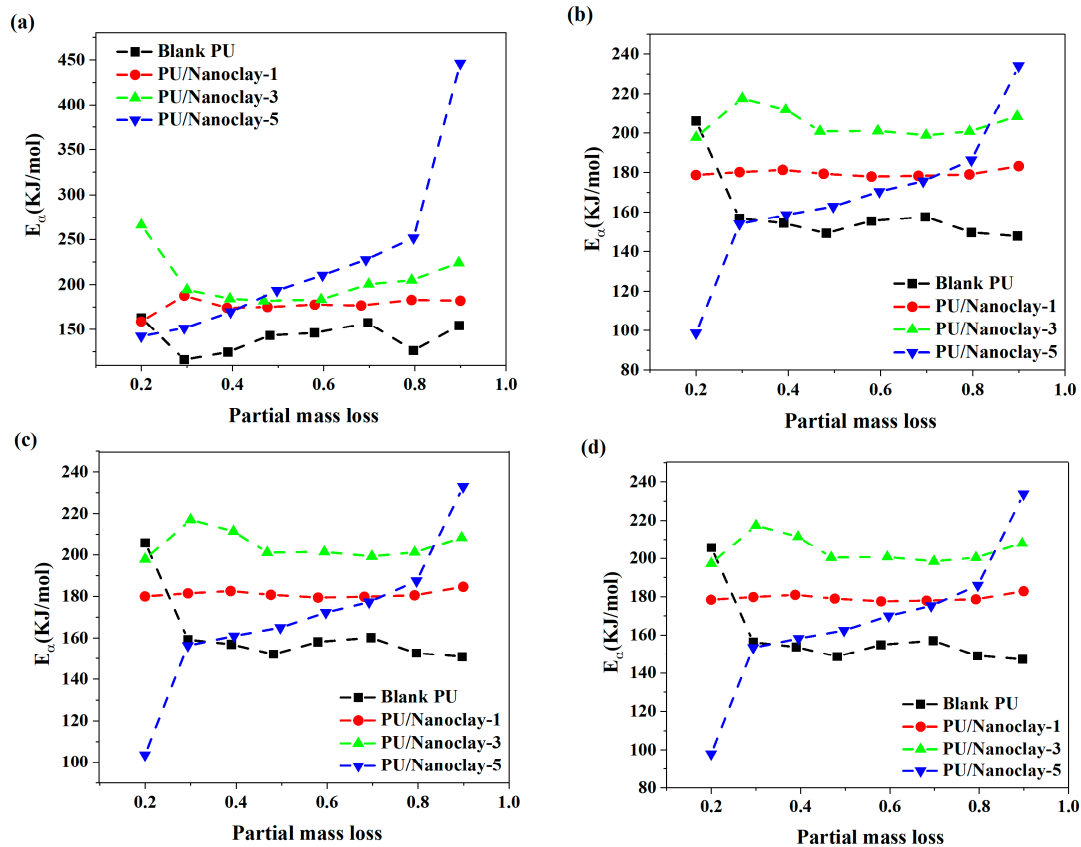 (a)
Blank PU
PU/Nanoclay-1
PU/Nanoclay-3
PU/Nanoclay-5
450
400
350
300
250
200
150
Eα(KJ/mol)
0.2 0.4 0.6 0.8 1.0
Partial mass loss
(b)
240
220
200
180
160
140
120
100
80
Eα(KJ/mol)
Blank PU
PU/Nanoclay-1
PU/Nanoclay-3
PU/Nanoclay-5
0.2 0.4 0.6 0.8 1.0
Partial mass loss
(c)
240
220
200
180
160
140
120
100
Eα(KJ/mol)
Blank PU
PU/Nanoclay-1
PU/Nanoclay-3
PU/Nanoclay-5
0.2 0.4 0.6 0.8 1.0
Partial mass loss
(d)
240
220
200
180
160
140
120
100
80
Eα(KJ/mol)
Blank PU
PU/Nanoclay-1
PU/Nanoclay-3
PU/Nanoclay-5
0.2 0.4 0.6 0.8 1.0
Partial mass loss